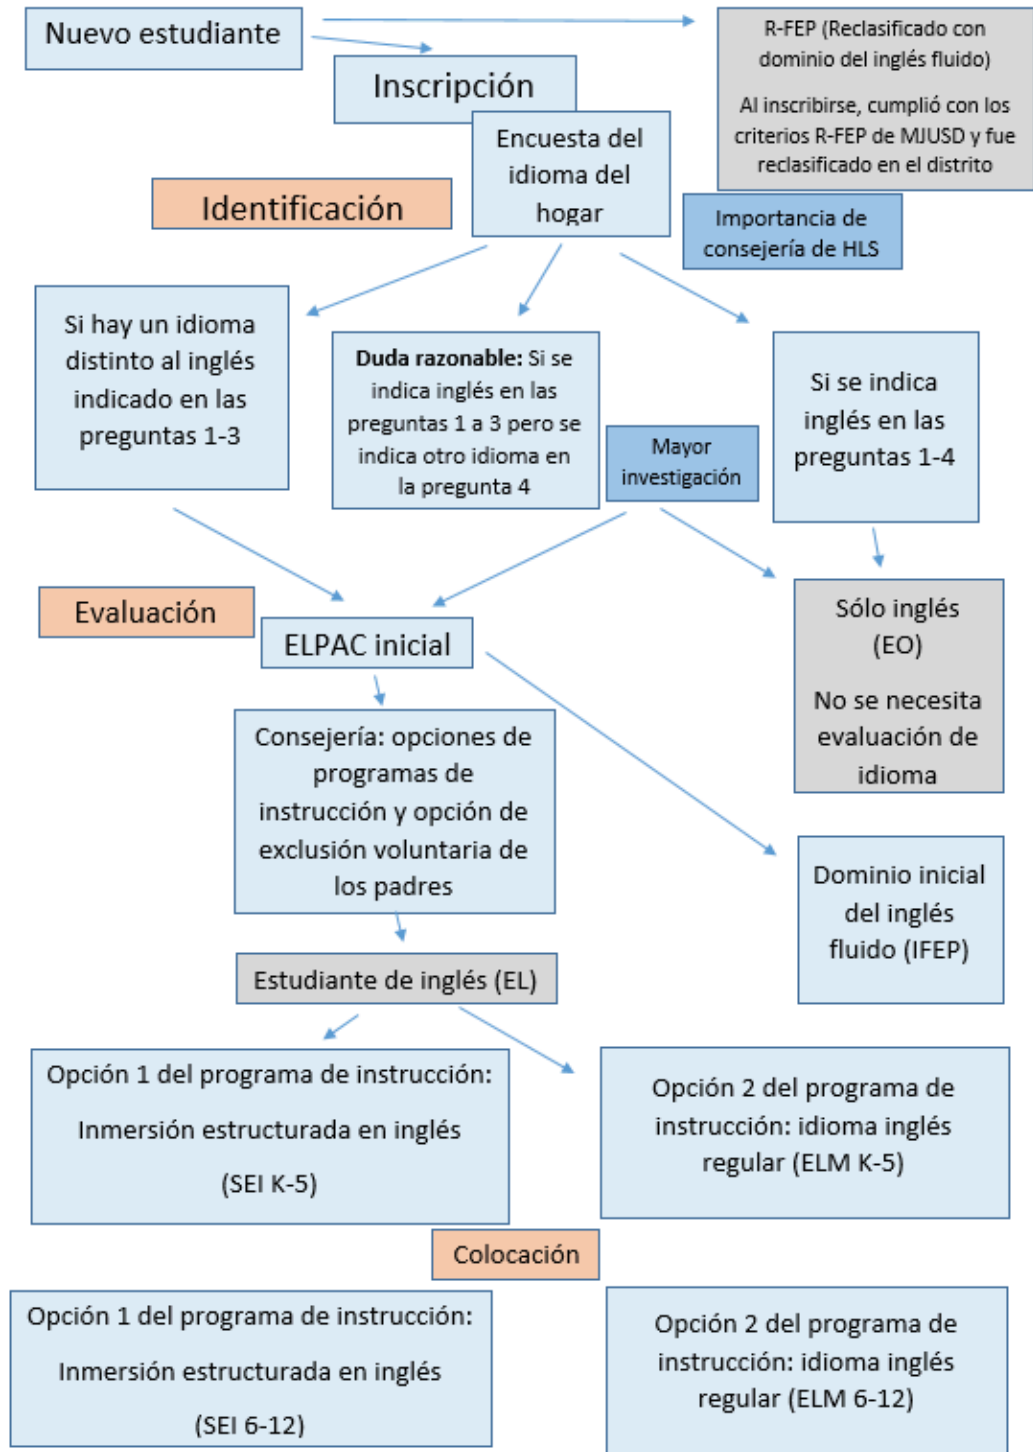 Nuevo estudiante
R-FEP (Reclasificado con
dominio del inglés fluido)
Al inscribirse, cumplió con los
criterios R-FEP de MJUSD y fue
reclasificado en el distrito
Inscripción
Encuesta del
idioma del
hogar
Identificación
Importancia de
consejería de HLS
Si hay un idioma
distinto al inglés
indicado en las
preguntas 1-3
Duda razonable: Si se
indica inglés en las
preguntas 1 a 3 pero se
indica otro idioma en
la pregunta 4
Mayor
investigación
Si se indica
inglés en las
preguntas 1-4
Evaluación
ELPAC inicial
Sólo inglés
(EO)
No se necesita
evaluación de
idioma
Consejería: opciones de
programas de
instrucción y opción de
exclusión voluntaria de
los padres
Dominio inicial
del inglés
fluido (IFEP)
Estudiante de inglés (EL)
Opción 1 del programa de instrucción:
Inmersión estructurada en inglés
(SEI K-5)
Opción 2 del programa de
instrucción: idioma inglés
regular (ELM K-5)
Colocación
Opción 1 del programa de instrucción:
Inmersión estructurada en inglés
(SEI 6-12)
Opción 2 del programa de
instrucción: idioma inglés
regular (ELM 6-12)